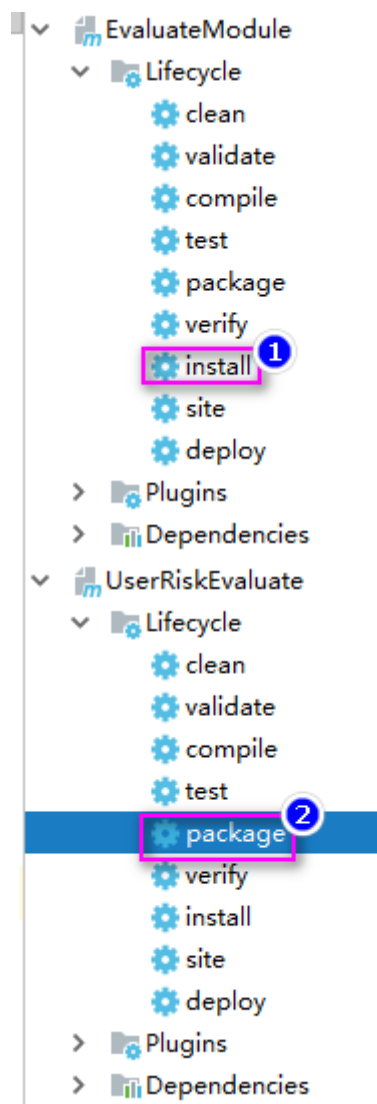 EvaluateModule
Lifecycle
clean
validate
compile
test
package
verify
install 1
site
deploy
Plugins
Dependencies
UserRiskEvaluate
Lifecycle
clean
validate
compile
test
package 2
verify
install
site
deploy
Plugins
Dependencies